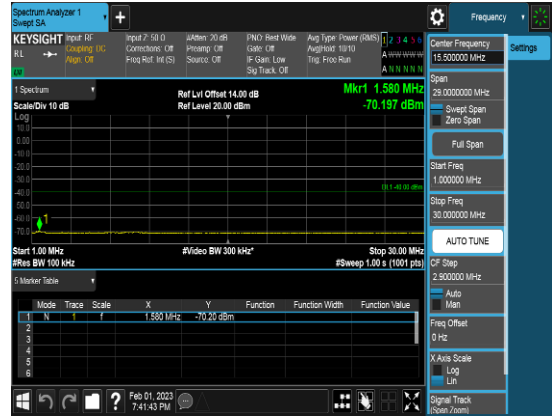 Spectrum Analyzer 1
Swept SA
+
Frequency
KEYSIGHT
RL
Input: RF
Coupling: DC
Align: Off
Input Z: 50 Ω
Corrections: Off
Freq Ref: Int (S)
#Atten: 20 dB
Preamp: Off
Source: Off
PNO: Best Wide
Gate: Off
IF Gain: Low
Sig Track: Off
Avg Type: Power (RMS)
Avg|Hold: 10/10
Trig: Free Run
1 2 3 4 5 6
A W W W W W
A N N N N N
LNI
1 Spectrum
Scale/Div 10 dB
Log
Ref Lvl Offset 14.00 dB
Ref Level 20.00 dBm
Mkr1 1.580 MHz
-70.197 dBm
10.0
0.00
-10.0
-20.0
-30.0
-40.0
-50.0
-60.0
-70.0
DL1 -40.00 dBm
1
Start 1.00 MHz
#Res BW 100 kHz
#Video BW 300 kHz*
Stop 30.00 MHz
#Sweep 1.00 s (1001 pts)
5 Marker Table
Mode Trace Scale X Y Function Function Width Function Value
1 N 1 f 1.580 MHz -70.20 dBm
2
3
4
5
6
Feb 01, 2023
7:41:43 PM
?
Center Frequency
15.500000 MHz
Settings
Span
29.0000000 MHz
Swept Span
Zero Span
Full Span
Start Freq
1.000000 MHz
Stop Freq
30.000000 MHz
AUTO TUNE
CF Step
2.900000 MHz
Auto
Man
Freq Offset
0 Hz
X Axis Scale
Log
Lin
Signal Track
(Span Zoom)